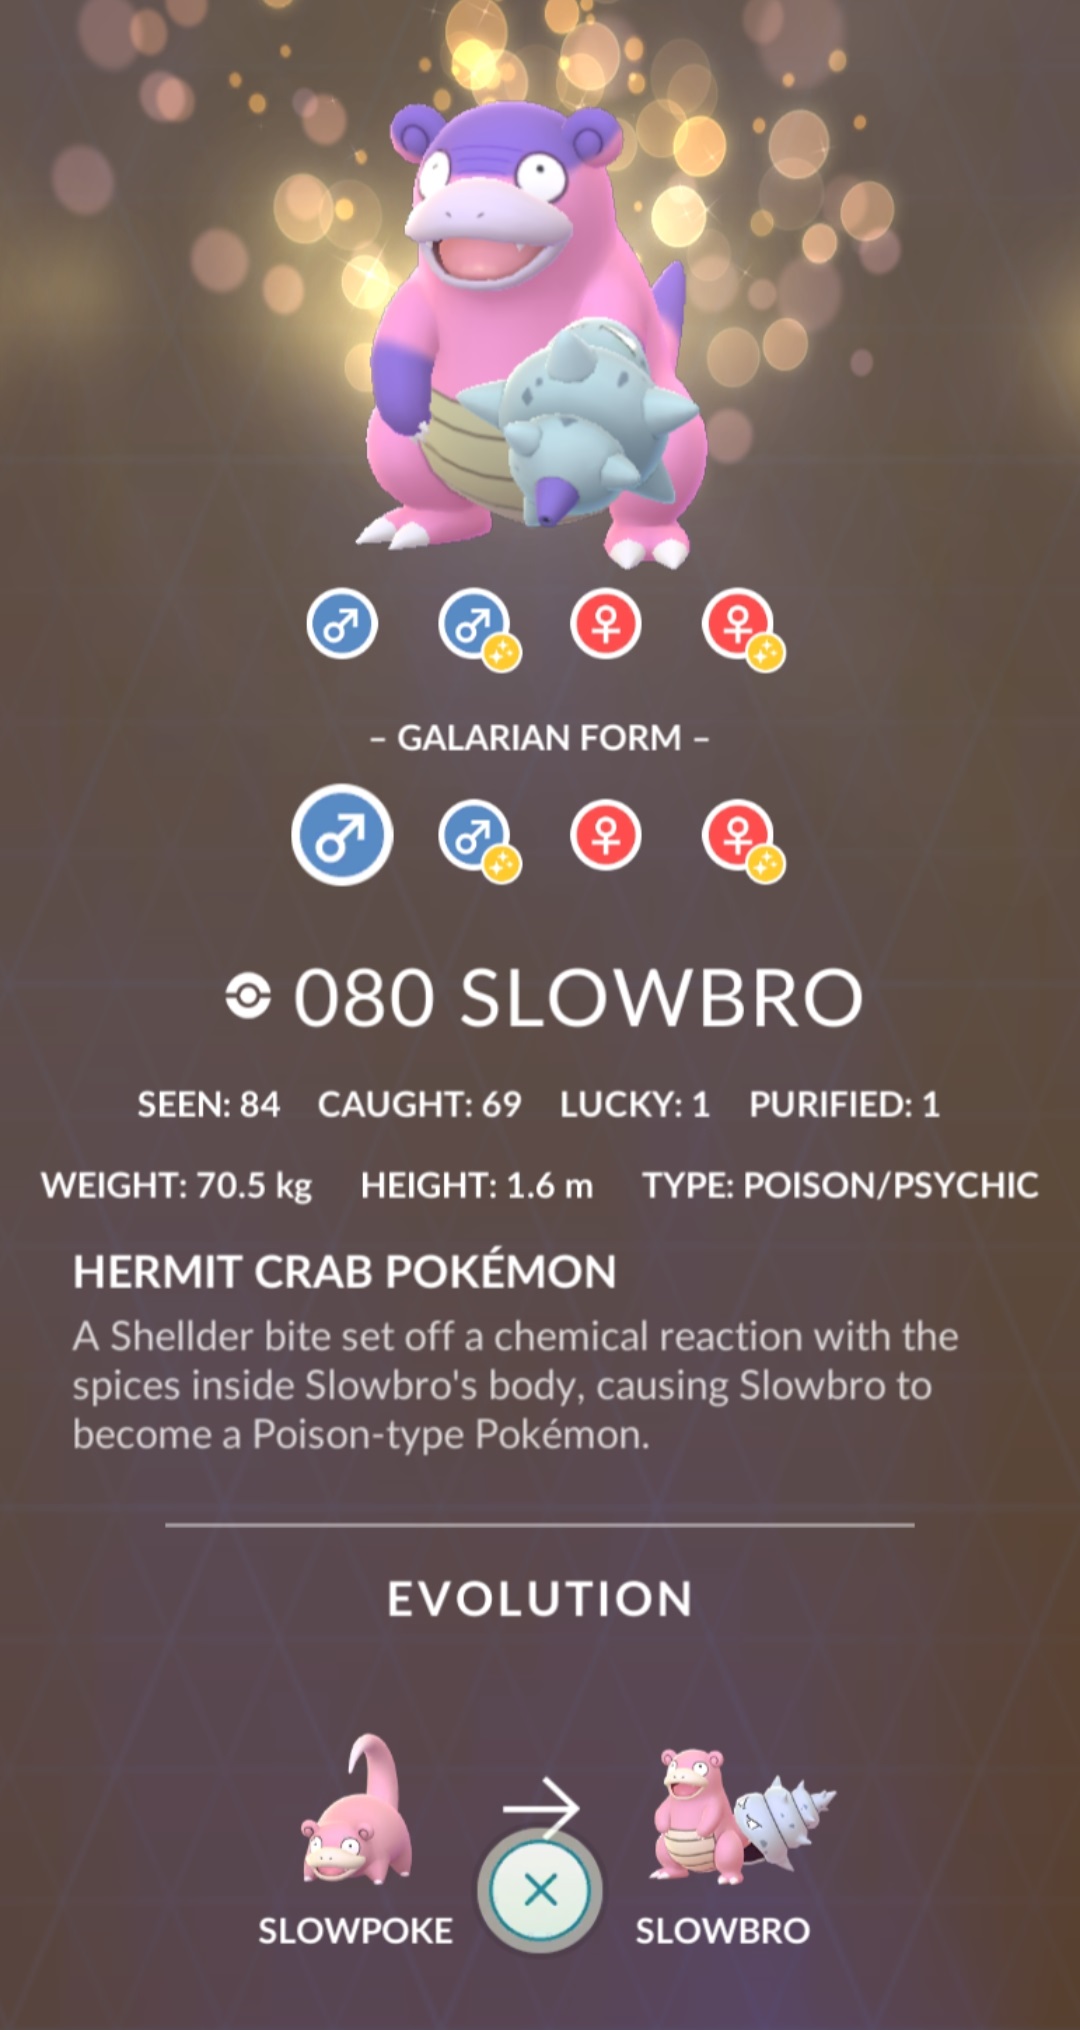 – GALARIAN FORM –
080 SLOWBRO
SEEN: 84 CAUGHT: 69 LUCKY: 1 PURIFIED: 1
WEIGHT: 70.5 kg HEIGHT: 1.6 m TYPE: POISON/PSYCHIC
HERMIT CRAB POKÉMON
A Shellder bite set off a chemical reaction with the
spices inside Slowbro's body, causing Slowbro to
become a Poison-type Pokémon.
EVOLUTION
SLOWPOKE SLOWBRO